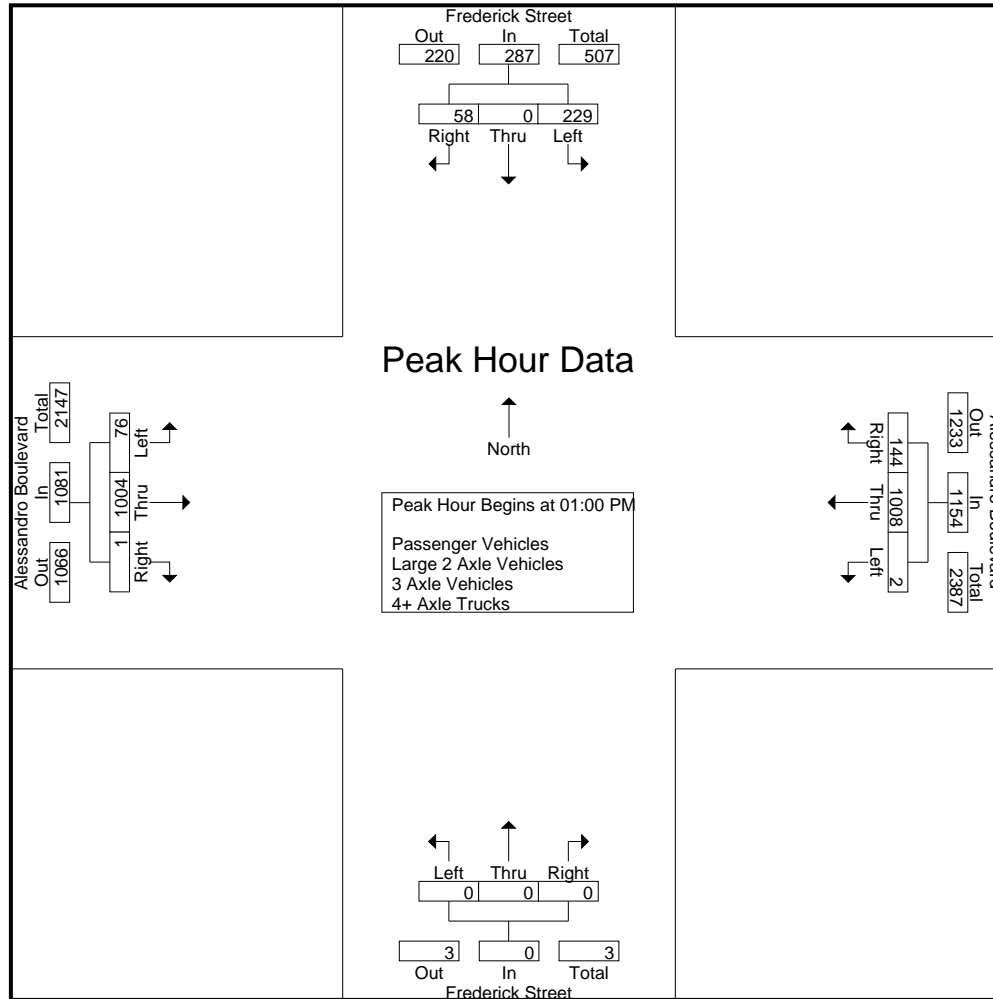 Frederick Street
Out In Total
220 287 507
58 0 229
Right Thru Left
Peak Hour Data
North
Peak Hour Begins at 01:00 PM
Passenger Vehicles
Large 2 Axle Vehicles
3 Axle Vehicles
4+ Axle Trucks
Alessandro Boulevard
Out In Total
1066 1081 2147
1 1004 76
Right Thru Left
Boulevard
Out In Total
1233 1154 2387
144 1008 2
Right Thru Left
Left Thru Right
0 0 0
3 0 3
Out In Total
Frederick Street